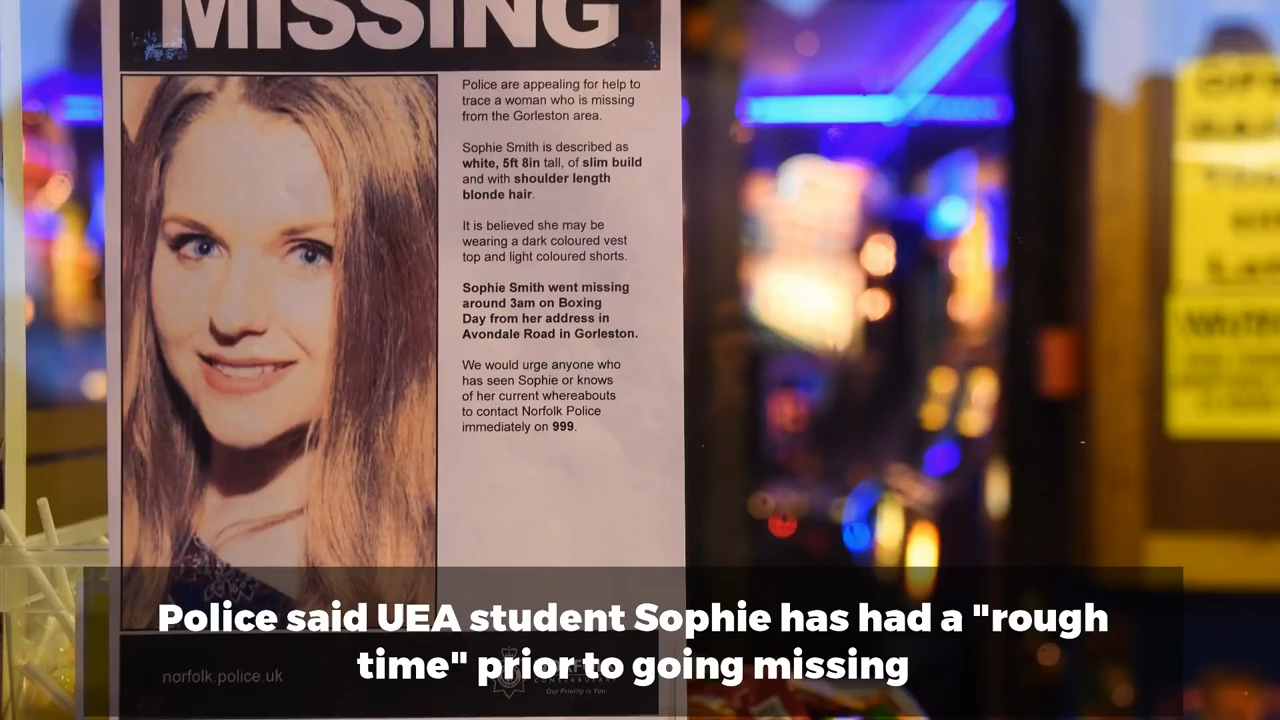 MISSING
Police are appealing for help to
trace a woman who is missing
from the Gorleston area.
Sophie Smith is described as
white, 5ft 8in tall, of slim build
and with shoulder length
blonde hair.
It is believed she may be
wearing a dark coloured vest
top and light coloured shorts.
Sophie Smith went missing
around 3am on Boxing
Day from her address in
Avondale Road in Gorleston.
We would urge anyone who
has seen Sophie or knows
of her current whereabouts
to contact Norfolk Police
immediately on 999.
Police said UEA student Sophie has had a "rough
time" prior to going missing
norfolk.police.uk
Our Priority is You